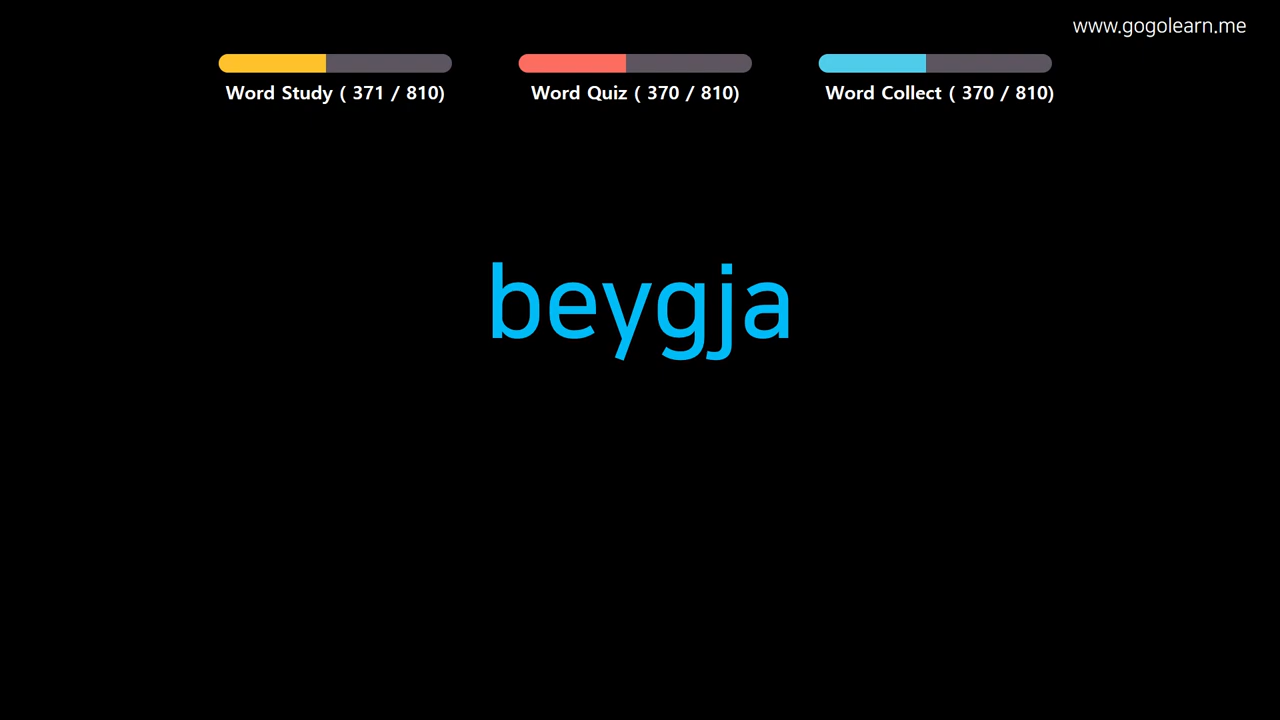 www.gogolearn.me
Word Study ( 371 / 810)
Word Quiz ( 370 / 810)
Word Collect ( 370 / 810)
beygja